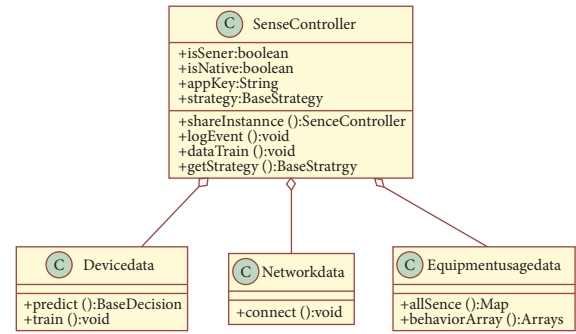 C SenseController
+isSener:boolean
+isNative:boolean
+appKey:String
+strategy:BaseStrategy
+shareInstannce ():SenceController
+logEvent ():void
+dataTrain ():void
+getStrategy ():BaseStratrgy
C Devicedata
+predict ():BaseDecision
+train ():void
C Networkdata
+connect ():void
C Equipmentusagedata
+allSence ():Map
+behaviorArray ():Arrays